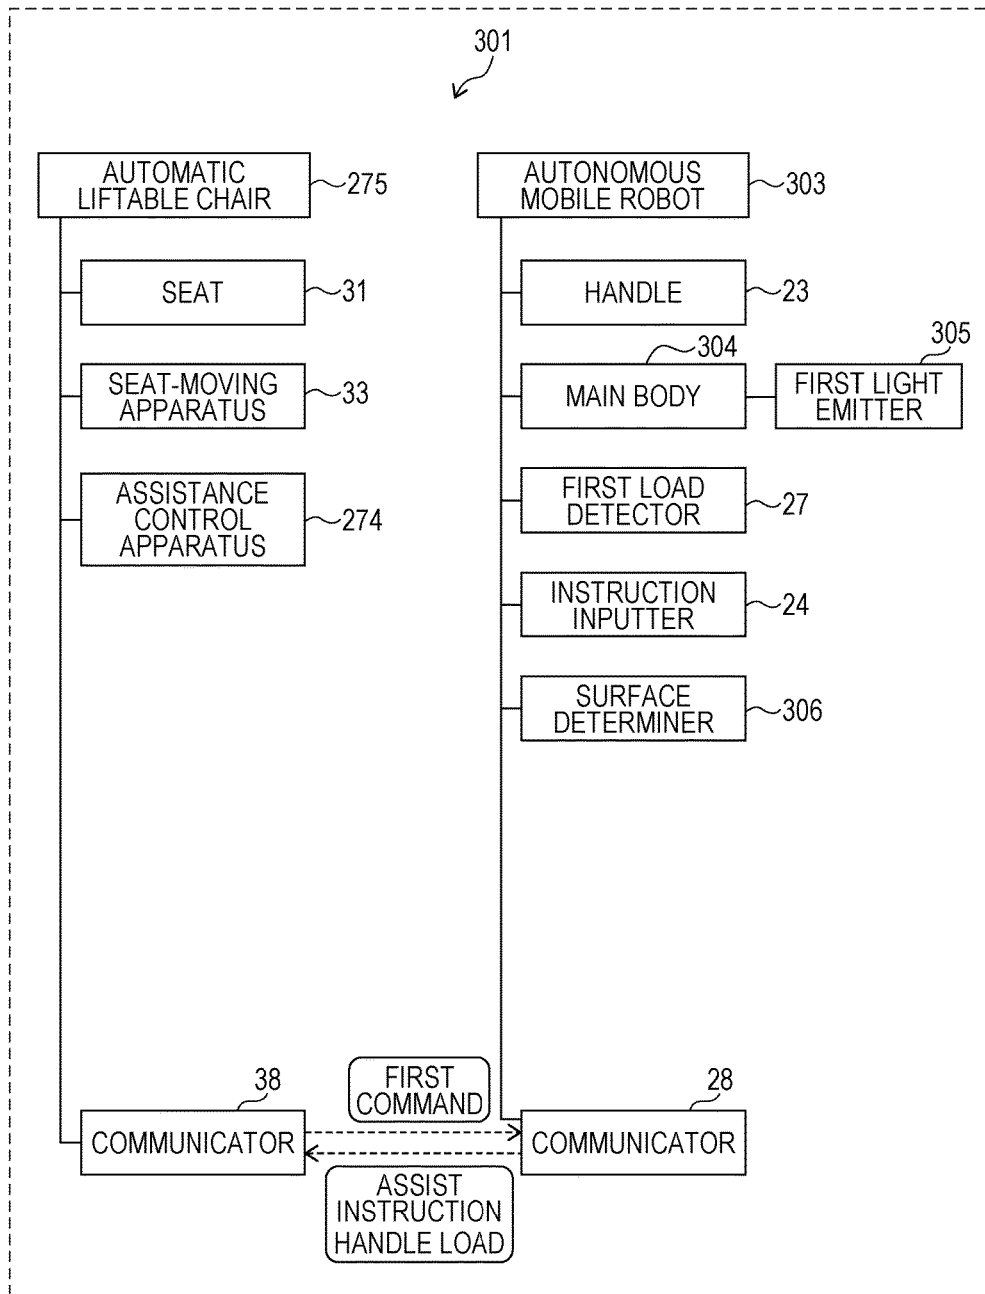 301
AUTOMATIC
LIFTABLE CHAIR
275
SEAT
31
SEAT-MOVING
APPARATUS
33
ASSISTANCE
CONTROL
APPARATUS
274
AUTONOMOUS
MOBILE ROBOT
303
HANDLE
23
304
MAIN BODY
305
FIRST LIGHT
EMITTER
FIRST LOAD
DETECTOR
27
INSTRUCTION
INPUTTER
24
SURFACE
DETERMINER
306
38
COMMUNICATOR
FIRST
COMMAND
28
COMMUNICATOR
ASSIST
INSTRUCTION
HANDLE LOAD